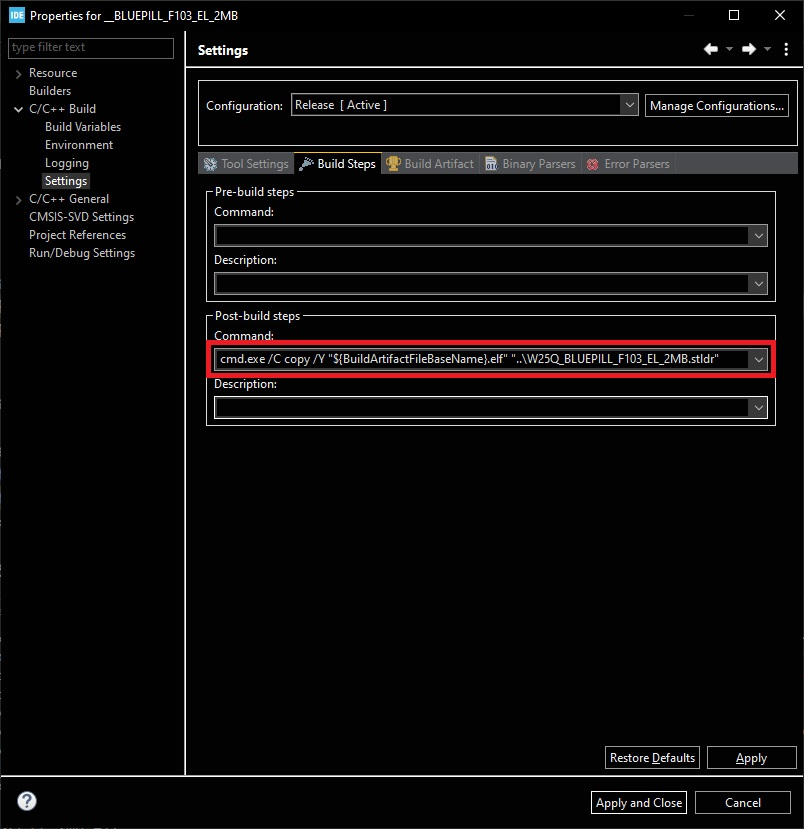 IDE Properties for __BLUEPILL_F103_EL_2MB
type filter text
Resource
Builders
C/C++ Build
Build Variables
Environment
Logging
Settings
C/C++ General
CMSIS-SVD Settings
Project References
Run/Debug Settings
Settings
Configuration: Release [ Active ] Manage Configurations...
Tool Settings Build Steps Build Artifact Binary Parsers Error Parsers
Pre-build steps
Command:
Description:
Post-build steps
Command:
cmd.exe /C copy /Y "${BuildArtifactFileBaseName}.elf" "..\W25Q_BLUEPILL_F103_EL_2MB.stldr"
Description:
Restore Defaults Apply
? Apply and Close Cancel